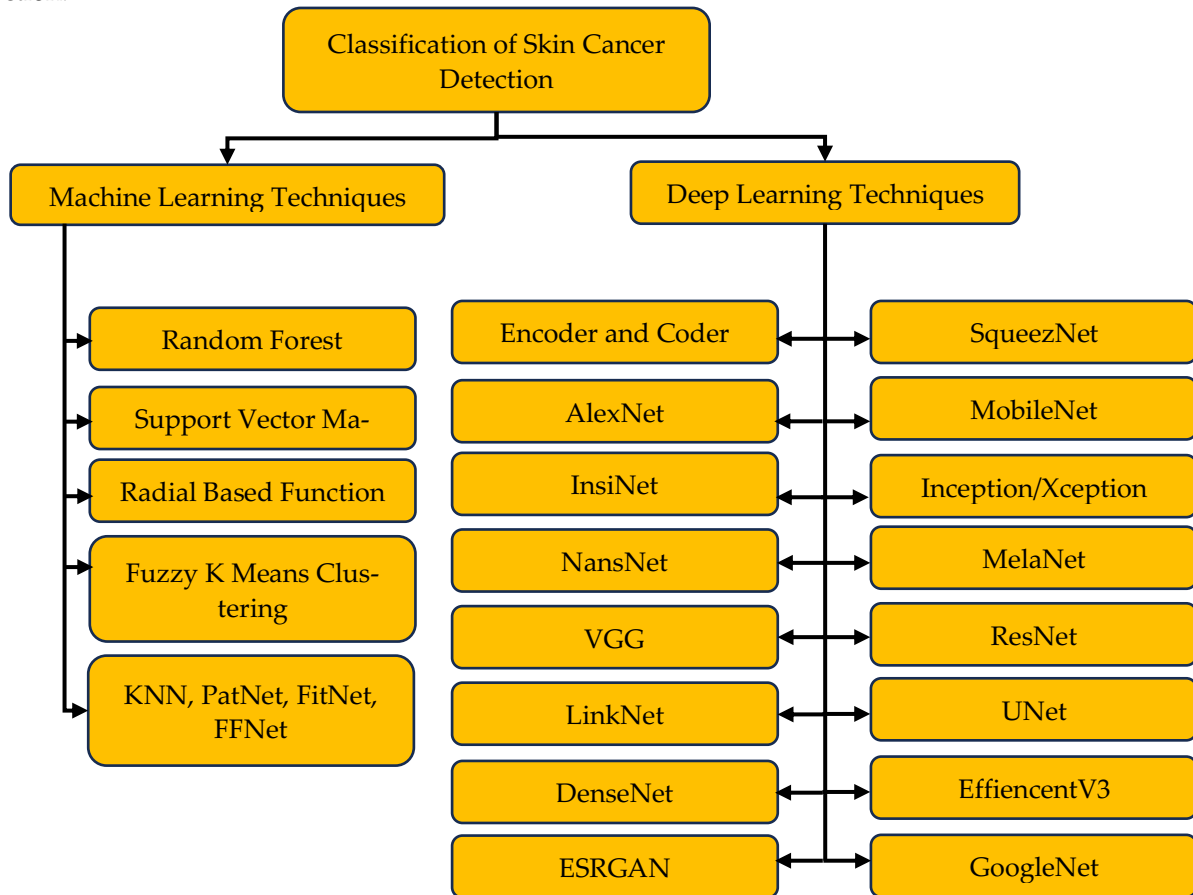 Classification of Skin Cancer
Detection
Machine Learning Techniques
Deep Learning Techniques
Random Forest
Support Vector Ma-
Radial Based Function
Fuzzy K Means Clus-
tering
KNN, PatNet, FitNet,
FFNet
Encoder and Coder
AlexNet
InsiNet
NansNet
VGG
LinkNet
DenseNet
ESRGAN
SqueezNet
MobileNet
Inception/Xception
MelaNet
ResNet
UNet
EffiencentV3
GoogleNet